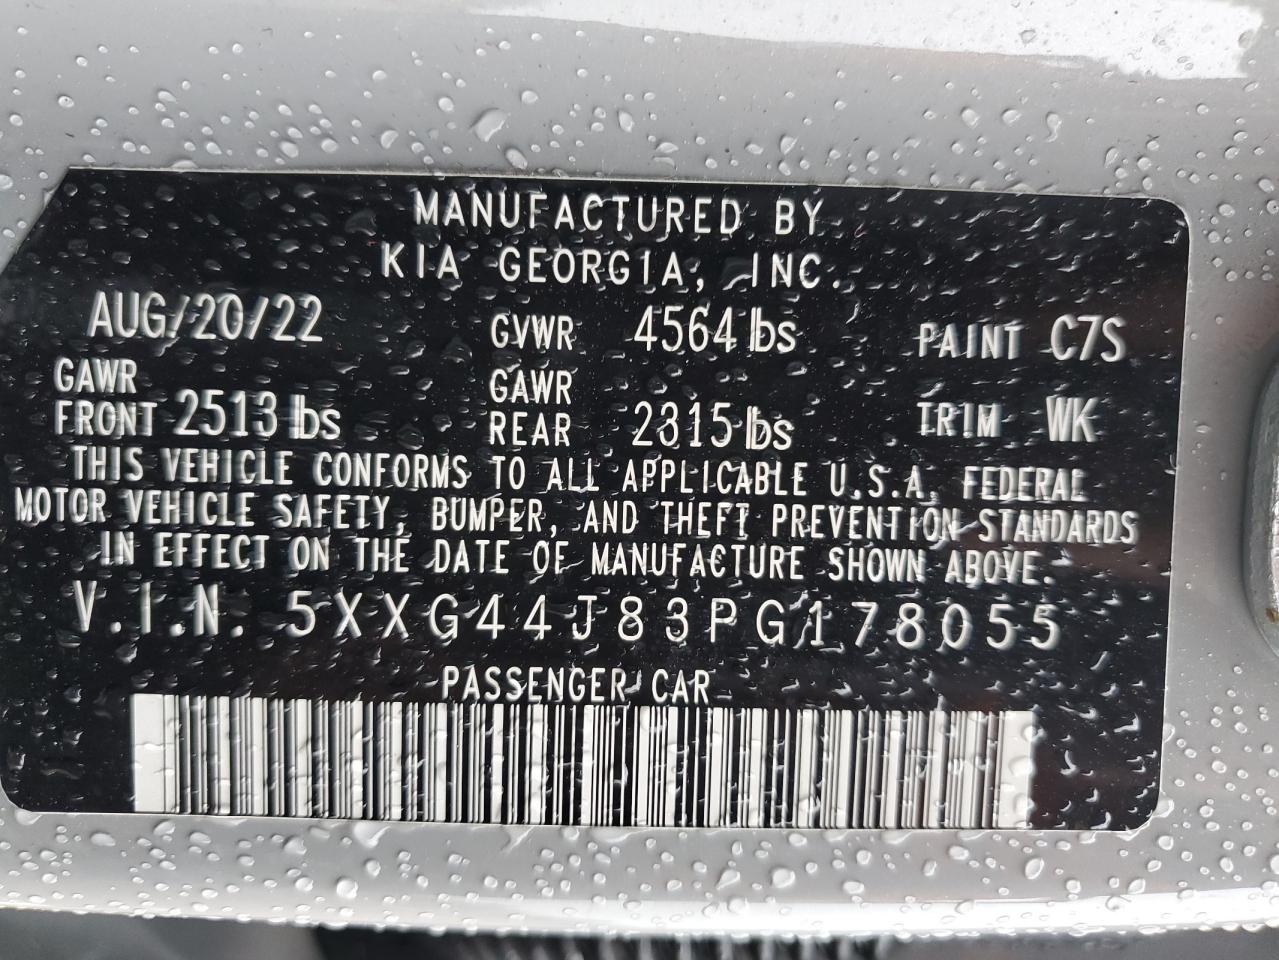 MANUFACTURED BY
KIA GEORGIA, INC.
AUG/20/22 GVWR 4564 lbs PAINT C7S
GAWR GAWR
FRONT 2513 lbs REAR 2315 lbs TRIM WK
THIS VEHICLE CONFORMS TO ALL APPLICABLE U.S.A. FEDERAL
MOTOR VEHICLE SAFETY, BUMPER, AND THEFT PREVENTION STANDARDS
IN EFFECT ON THE DATE OF MANUFACTURE SHOWN ABOVE.
V.I.N. 5XXG44J83PG178055
PASSENGER CAR